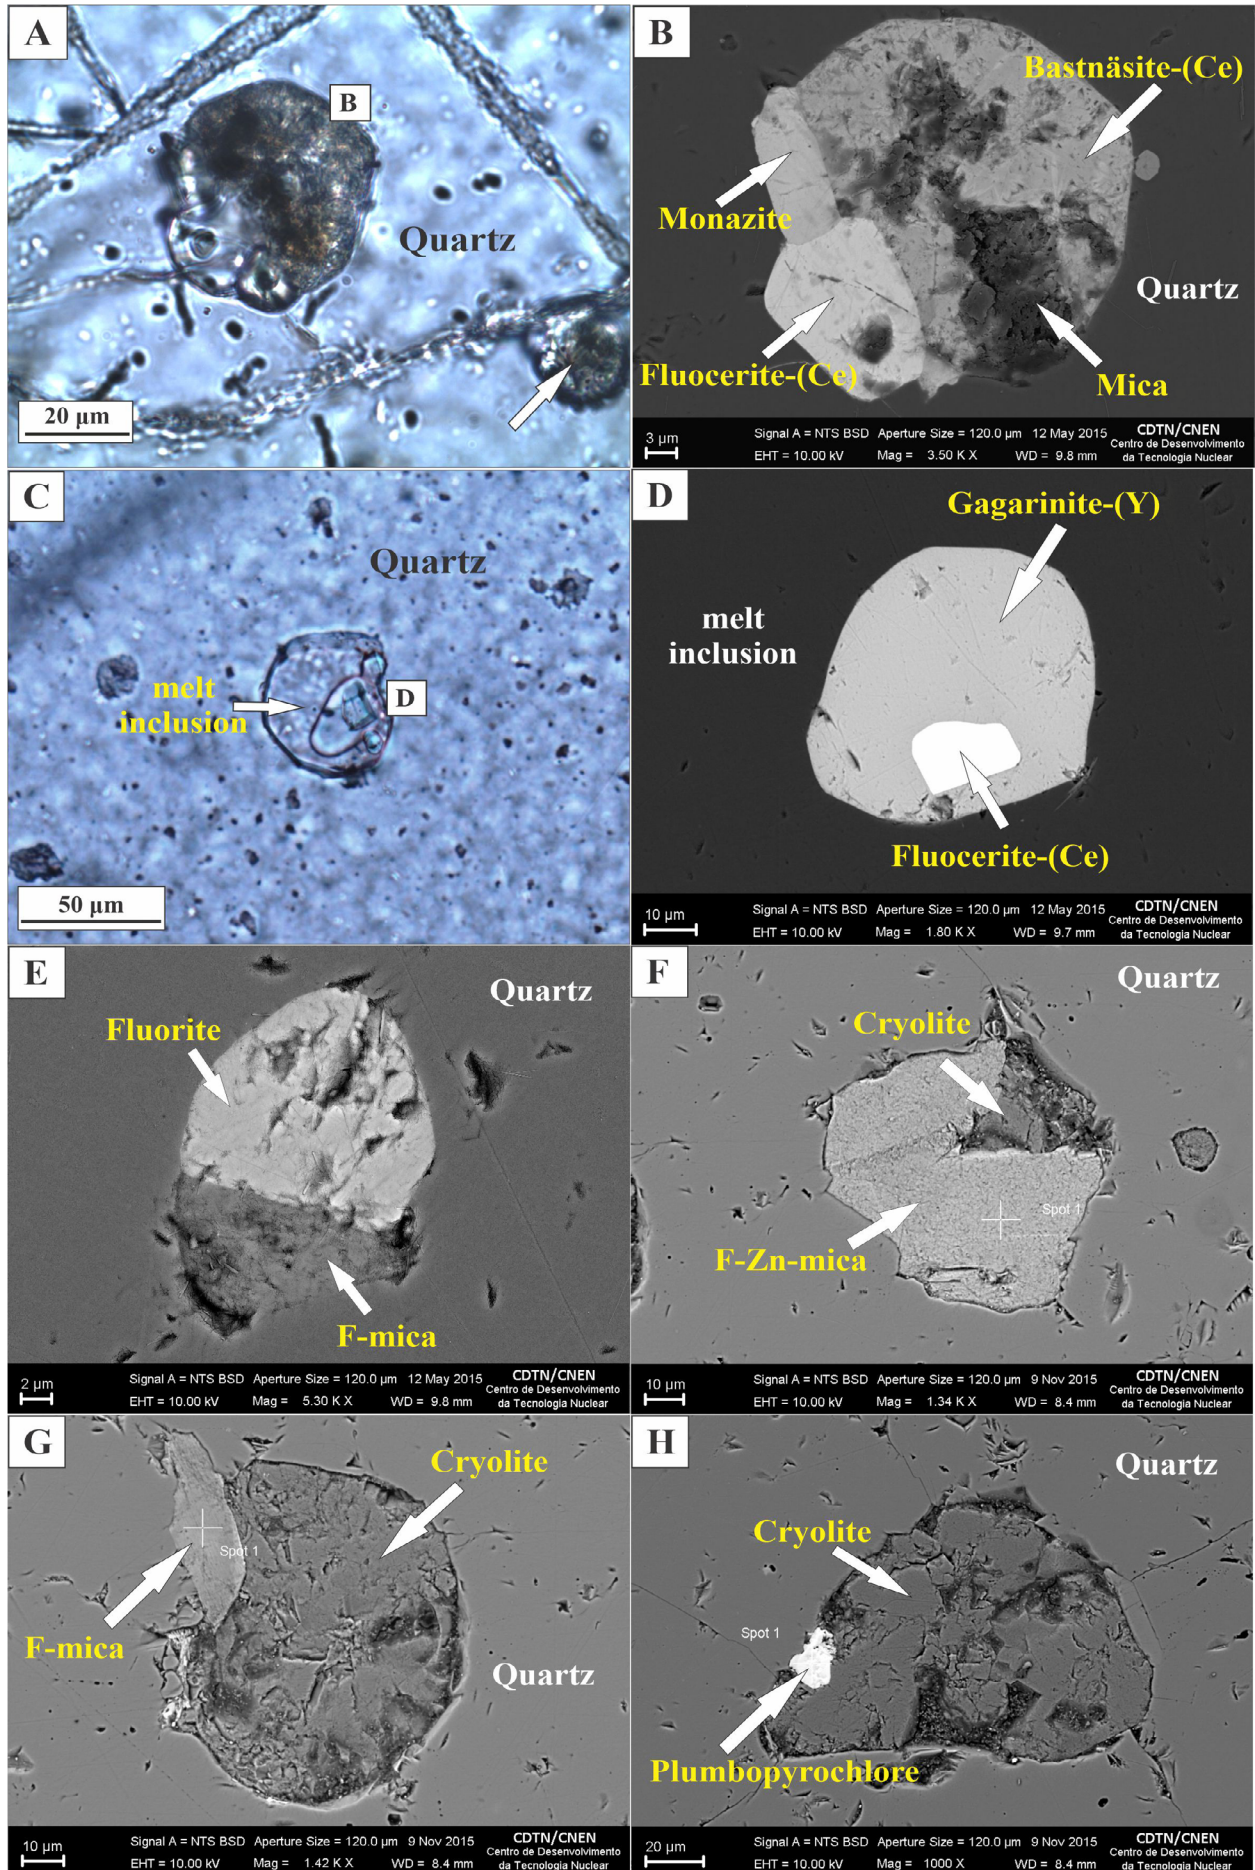 A
B
Quartz
20 µm
B
Bastnäsite-(Ce)
Monazite
Quartz
Fluocerite-(Ce)
Mica
3 µm
Signal A = NTS BSD Aperture Size = 120.0 µm 12 May 2015
EHT = 10.00 kV Mag = 3.50 K X WD = 9.8 mm
CDTN/CNEN
Centro de Desenvolvimento
da Tecnologia Nuclear
C
Quartz
melt
inclusion
D
50 µm
D
Gagarinite-(Y)
melt
inclusion
Fluocerite-(Ce)
10 µm
Signal A = NTS BSD Aperture Size = 120.0 µm 12 May 2015
EHT = 10.00 kV Mag = 1.80 K X WD = 9.7 mm
CDTN/CNEN
Centro de Desenvolvimento
da Tecnologia Nuclear
E
Quartz
Fluorite
F-mica
2 µm
Signal A = NTS BSD Aperture Size = 120.0 µm 12 May 2015
EHT = 10.00 kV Mag = 5.30 K X WD = 9.8 mm
CDTN/CNEN
Centro de Desenvolvimento
da Tecnologia Nuclear
F
Quartz
Cryolite
Spot 1
F-Zn-mica
10 µm
Signal A = NTS BSD Aperture Size = 120.0 µm 9 Nov 2015
EHT = 10.00 kV Mag = 1.34 K X WD = 8.4 mm
CDTN/CNEN
Centro de Desenvolvimento
da Tecnologia Nuclear
G
Cryolite
Spot 1
F-mica
Quartz
10 µm
Signal A = NTS BSD Aperture Size = 120.0 µm 9 Nov 2015
EHT = 10.00 kV Mag = 1.42 K X WD = 8.4 mm
CDTN/CNEN
Centro de Desenvolvimento
da Tecnologia Nuclear
H
Quartz
Cryolite
Spot 1
Plumbopyrochlore
20 µm
Signal A = NTS BSD Aperture Size = 120.0 µm 9 Nov 2015
EHT = 10.00 kV Mag = 1000 X WD = 8.4 mm
CDTN/CNEN
Centro de Desenvolvimento
da Tecnologia Nuclear